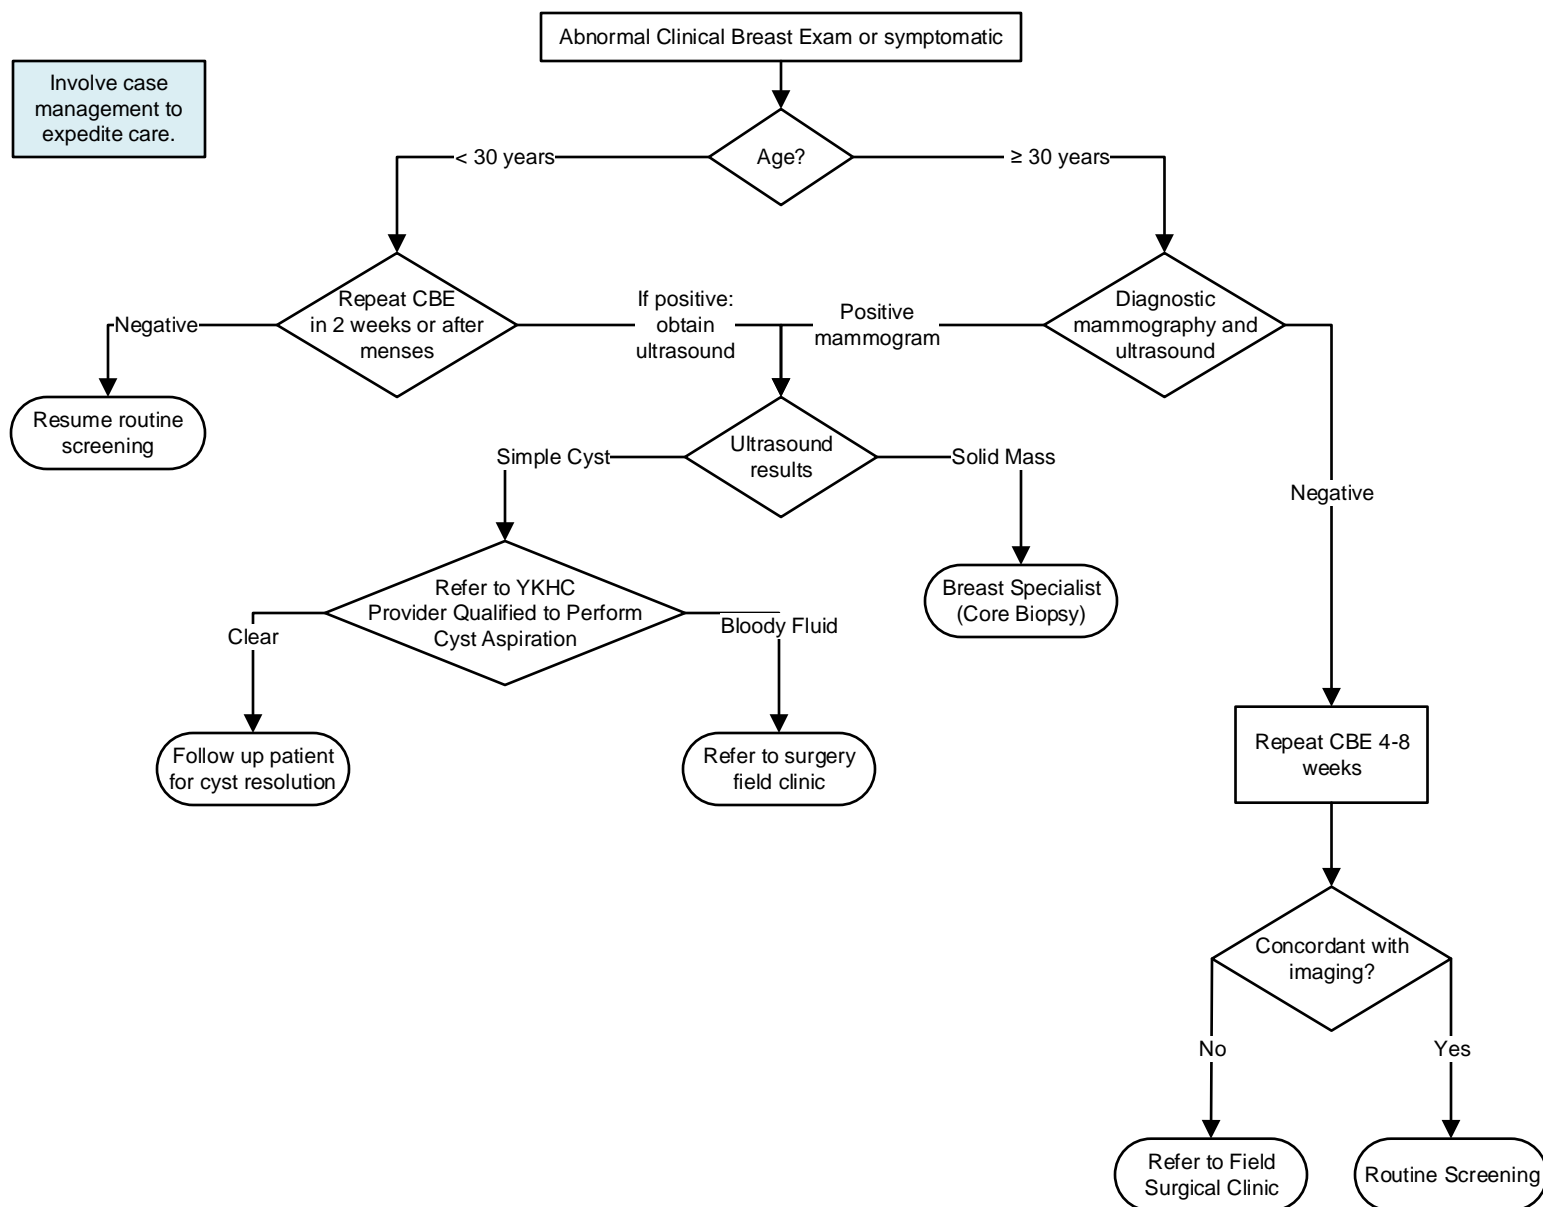 Abnormal Clinical Breast Exam or symptomatic
Involve case
management to
expedite care.
Age?
< 30 years
≥ 30 years
Repeat CBE
in 2 weeks or after
menses
Negative
If positive:
obtain
ultrasound
Positive
mammogram
Diagnostic
mammography and
ultrasound
Resume routine
screening
Ultrasound
results
Simple Cyst
Solid Mass
Negative
Refer to YKHC
Provider Qualified to Perform
Cyst Aspiration
Breast Specialist
(Core Biopsy)
Clear
Bloody Fluid
Follow up patient
for cyst resolution
Refer to surgery
field clinic
Repeat CBE 4-8
weeks
Concordant with
imaging?
No
Yes
Refer to Field
Surgical Clinic
Routine Screening